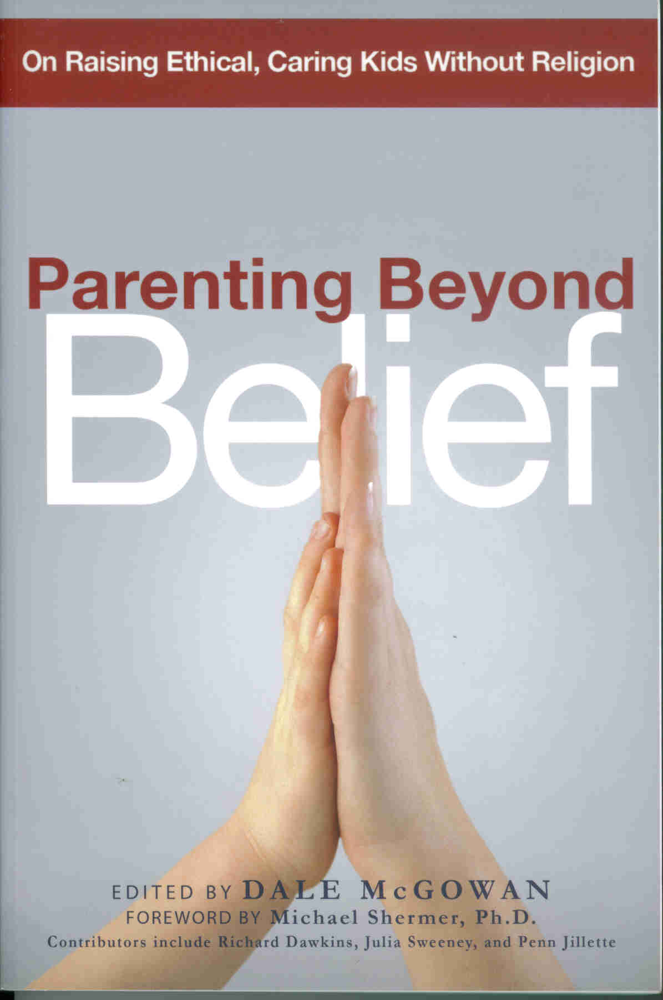 On Raising Ethical, Caring Kids Without Religion
Parenting Beyond
Belief
EDITED BY DALE McGOWAN
FOREWORD BY Michael Shermer, Ph.D.
Contributors include Richard Dawkins, Julia Sweeney, and Penn Jillette